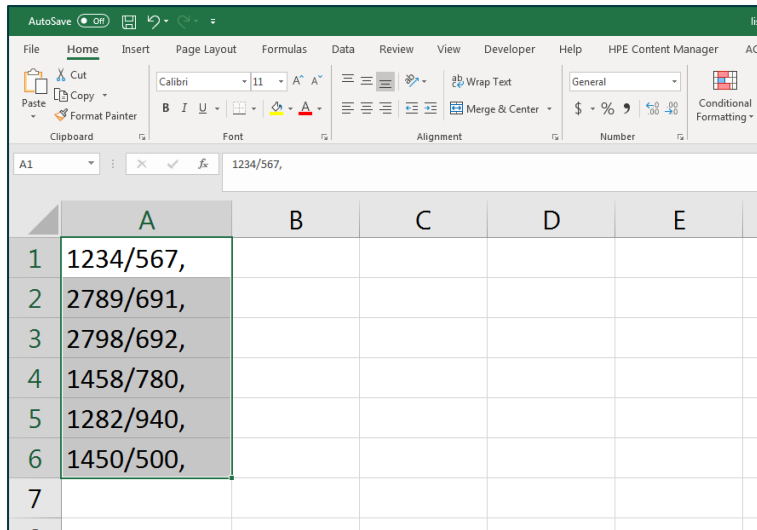 AutoSave Off lis
File Home Insert Page Layout Formulas Data Review View Developer Help HPE Content Manager AC
Paste Cut Copy Format Painter
Calibri 11 A^ A˅ ab Wrap Text General
B I U A Merge & Center $ % 9 Conditional Formatting
Clipboard Font Alignment Number
A1 fx 1234/567,
A B C D E
1 1234/567,
2 2789/691,
3 2798/692,
4 1458/780,
5 1282/940,
6 1450/500,
7